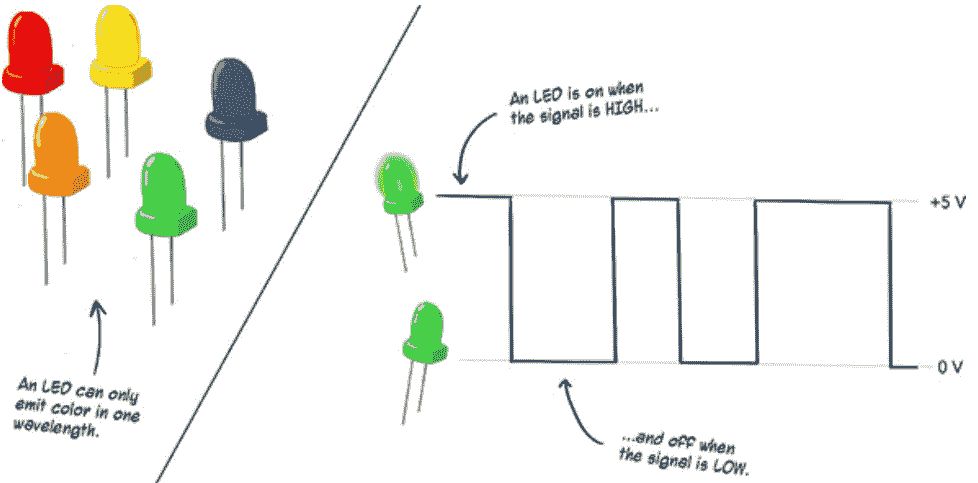 An LED is on when
the signal is HIGH...
+5 V
0 V
An LED can only
emit color in one
wavelength.
...and off when
the signal is LOW.